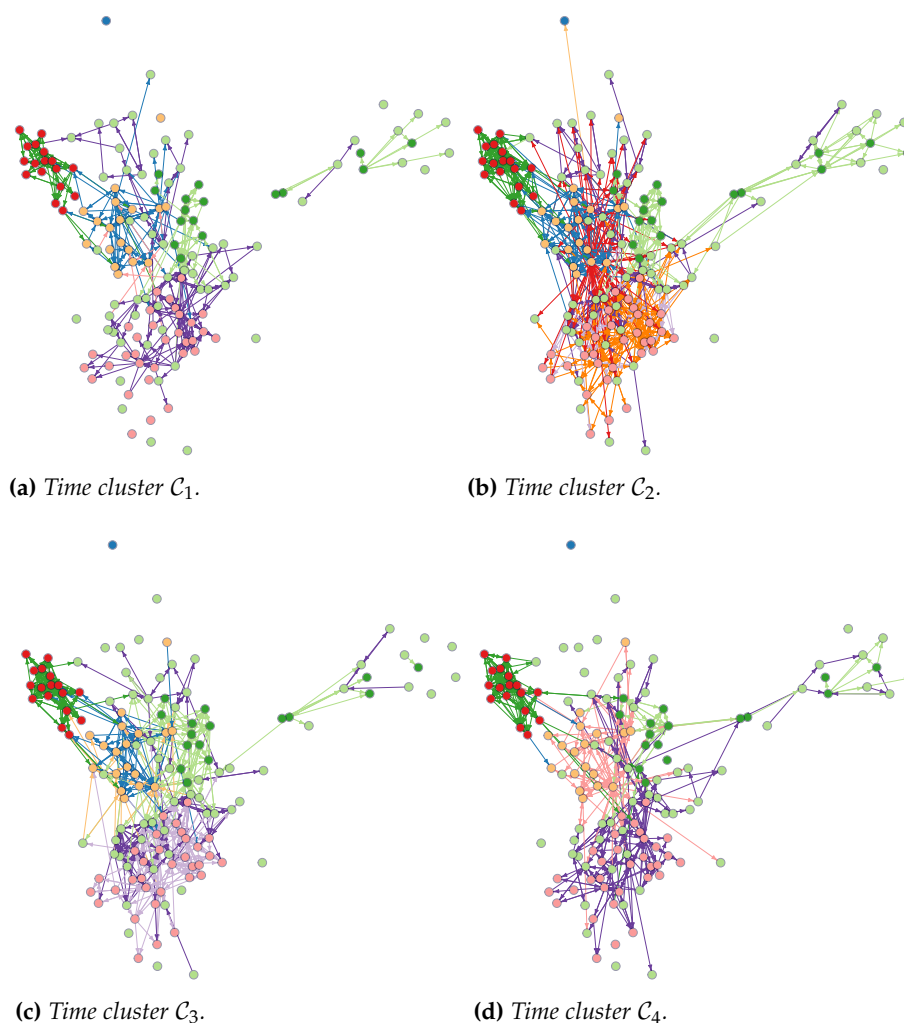 (a) Time cluster C₁.
(b) Time cluster C₂.
(c) Time cluster C₃.
(d) Time cluster C₄.